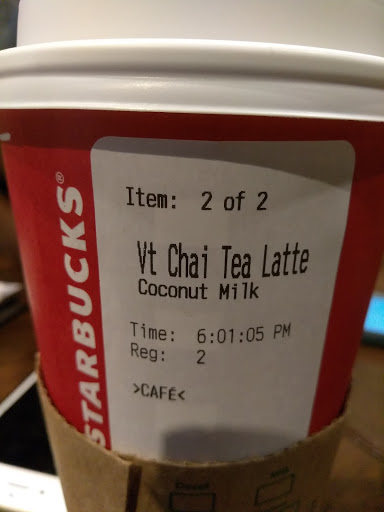 STARBUCKS®
Item: 2 of 2
Vt Chai Tea Latte
Coconut Milk
Time: 6:01:05 PM
Reg: 2
>CAFÉ<
Decaf